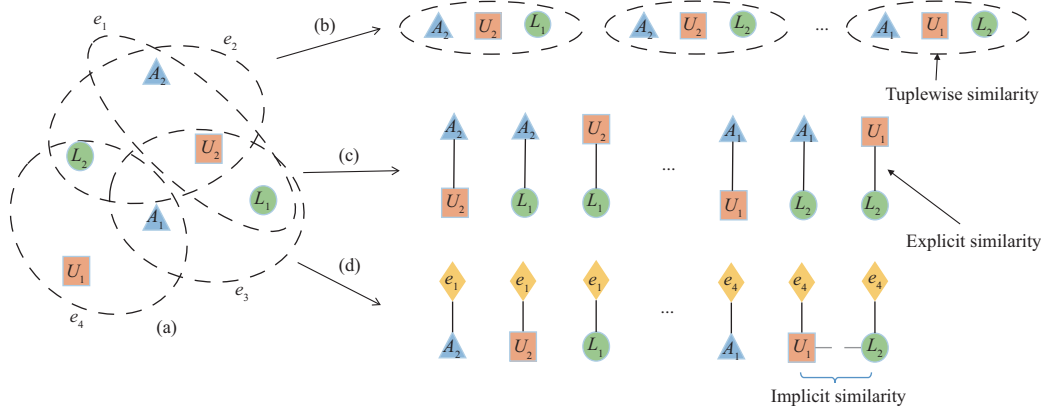 e₁
e₂
A₂
L₂
U₂
L₁
A₁
U₁
e₃
e₄
(a)
(b)
A₂ U₂ L₁ A₂ U₂ L₂ ... A₁ U₁ L₂
Tuplewise similarity
(c)
A₂ A₂ U₂ ... A₁ A₁ U₁
U₂ L₁ L₁ U₁ L₂ L₂
Explicit similarity
(d)
e₁ e₁ e₁ ... e₄ e₄ e₄
A₂ U₂ L₁ A₁ U₁ L₂
Implicit similarity